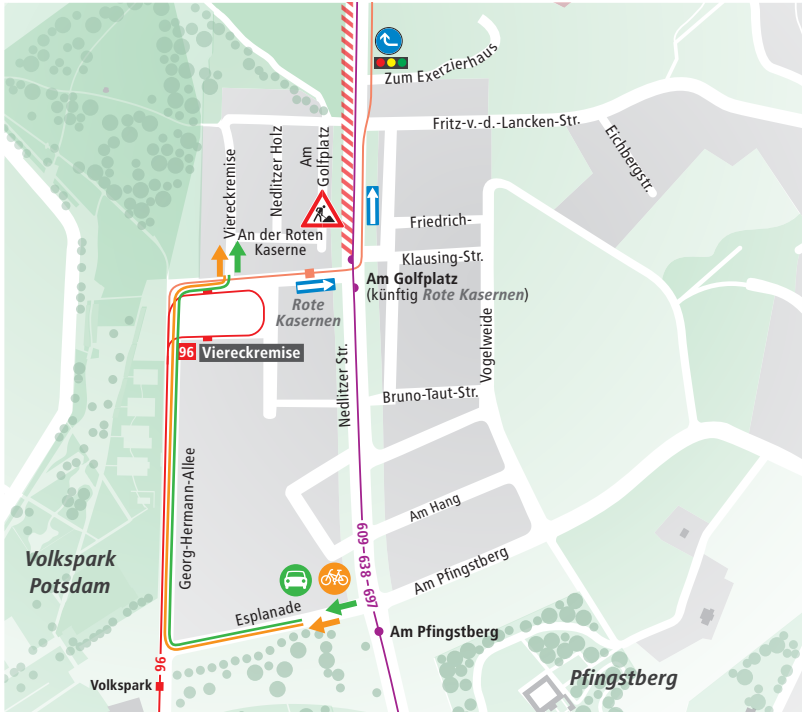 Zum Exerzierhaus
Fritz-v.-d.-Lancken-Str.
Eichbergstr.
Viereckremise
Nedlitzer Holz
Am
Golfplatz
An der Roten
Kaserne
Friedrich-
Klausing-Str.
Am Golfplatz
(künftig Rote Kasernen)
Rote
Kasernen
96 Viereckremise
Nedlitzer Str.
Vogelweide
Bruno-Taut-Str.
Georg-Hermann-Allee
Am Hang
Volkspark
Potsdam
609-638-697
Am Pfingstberg
Esplanade
Am Pfingstberg
96
Volkspark
Pfingstberg